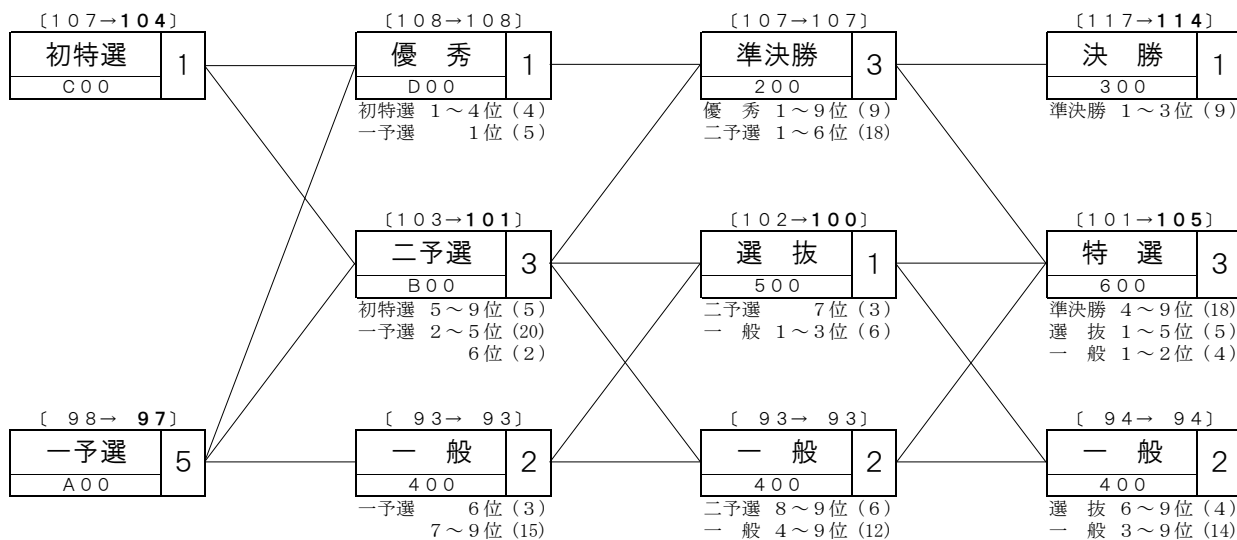 〔107→104〕
初特選 1
C00
〔 98→ 97〕
一予選 5
A00
〔108→108〕
優 秀 1
D00
初特選 1～4位 (4)
一予選 1位 (5)
〔103→101〕
二予選 3
B00
初特選 5～9位 (5)
一予選 2～5位 (20)
6位 (2)
〔 93→ 93〕
一 般 2
400
一予選 6位 (3)
7～9位 (15)
〔107→107〕
準決勝 3
200
優 秀 1～9位 (9)
二予選 1～6位 (18)
〔102→100〕
選 抜 1
500
二予選 7位 (3)
一 般 1～3位 (6)
〔 93→ 93〕
一 般 2
400
二予選 8～9位 (6)
一 般 4～9位 (12)
〔117→114〕
決 勝 1
300
準決勝 1～3位 (9)
〔101→105〕
特 選 3
600
準決勝 4～9位 (18)
選 抜 1～5位 (5)
一 般 1～2位 (4)
〔 94→ 94〕
一 般 2
400
選 抜 6～9位 (4)
一 般 3～9位 (14)